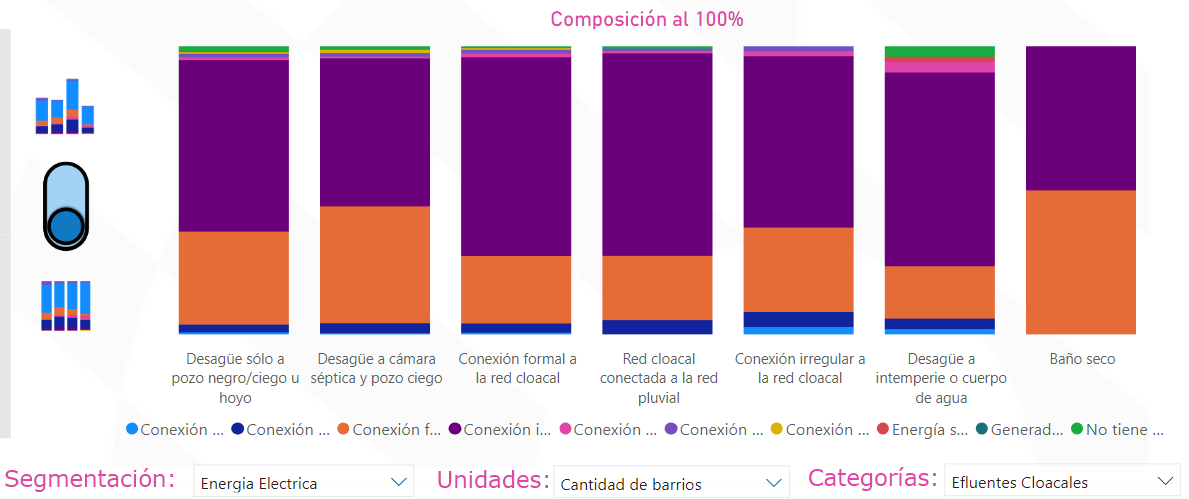 Composición al 100%
Desagüe sólo a
pozo negro/ciego u
hoyo
Desagüe a cámara
séptica y pozo ciego
Conexión formal a
la red cloacal
Red cloacal
conectada a la red
pluvial
Conexión irregular a
la red cloacal
Desagüe a
intemperie o cuerpo
de agua
Baño seco
Conexión ... Conexión ... Conexión f... Conexión i... Conexión ... Conexión ... Conexión ... Energía s... Generad... No tiene ...
Segmentación: Energia Electrica Unidades: Cantidad de barrios Categorías: Efluentes Cloacales